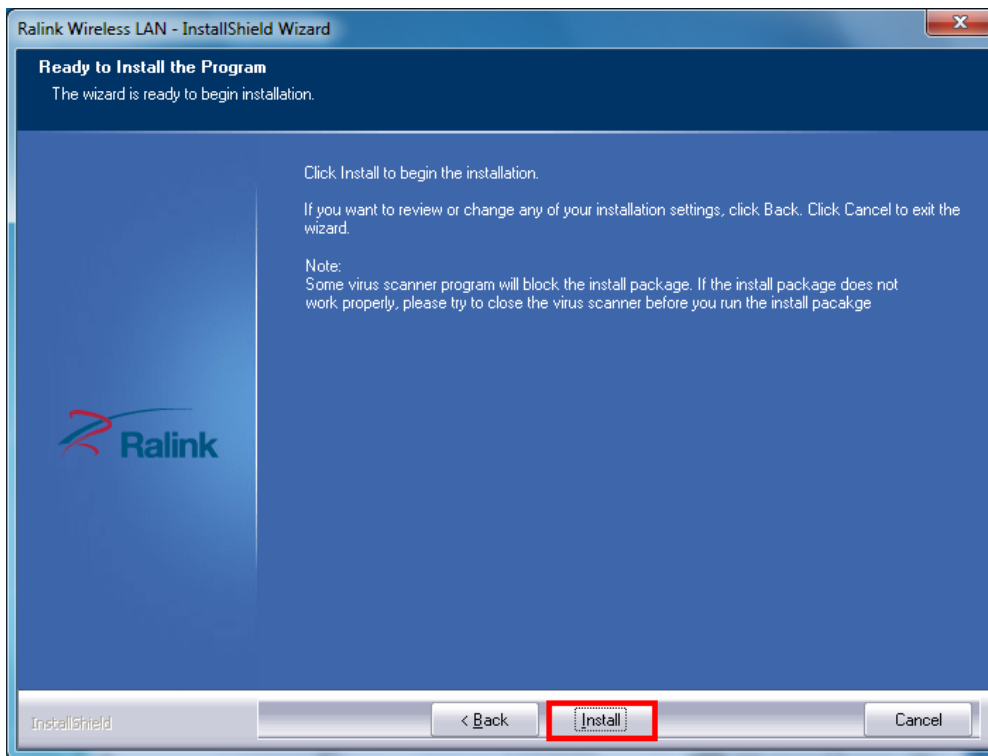 Ralink Wireless LAN - InstallShield Wizard
Ready to Install the Program
The wizard is ready to begin installation.
Click Install to begin the installation.
If you want to review or change any of your installation settings, click Back. Click Cancel to exit the
wizard.
Note:
Some virus scanner program will block the install package. If the install package does not
work properly, please try to close the virus scanner before you run the install pacakge
Ralink
InstallShield
< Back
Install
Cancel